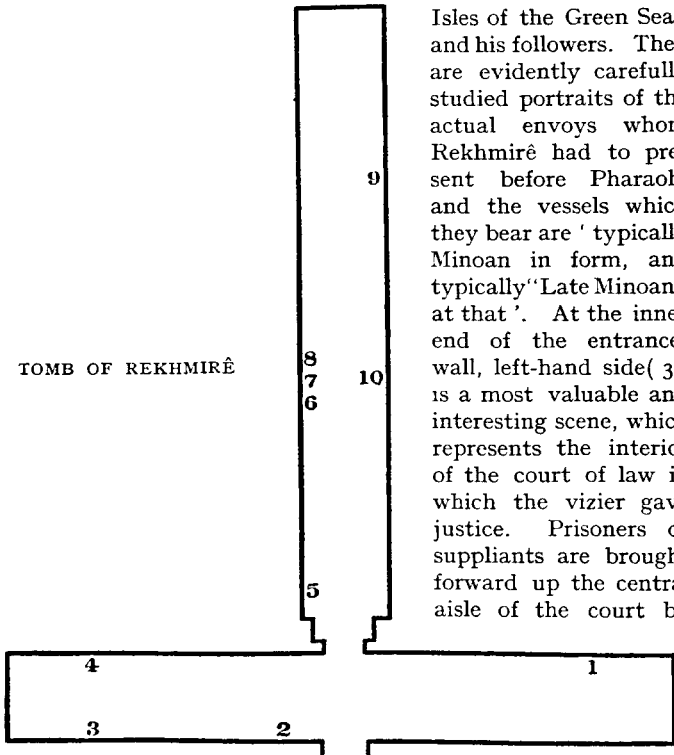 Isles of the Green Sea
and his followers. The
are evidently carefull
studied portraits of th
actual envoys who
Rekhmirê had to pre
sent before Pharaoh
and the vessels whic
they bear are ' typicall
Minoan in form, an
typically“Late Minoan
at that '. At the inne
end of the entrance
wall, left-hand side( 3
is a most valuable an
interesting scene, whic
represents the interio
of the court of law i
which the vizier gav
justice. Prisoners o
suppliants are brough
forward up the centra
aisle of the court b
TOMB OF REKHMIRÊ
9
8
7
10
6
5
4
1
3
2